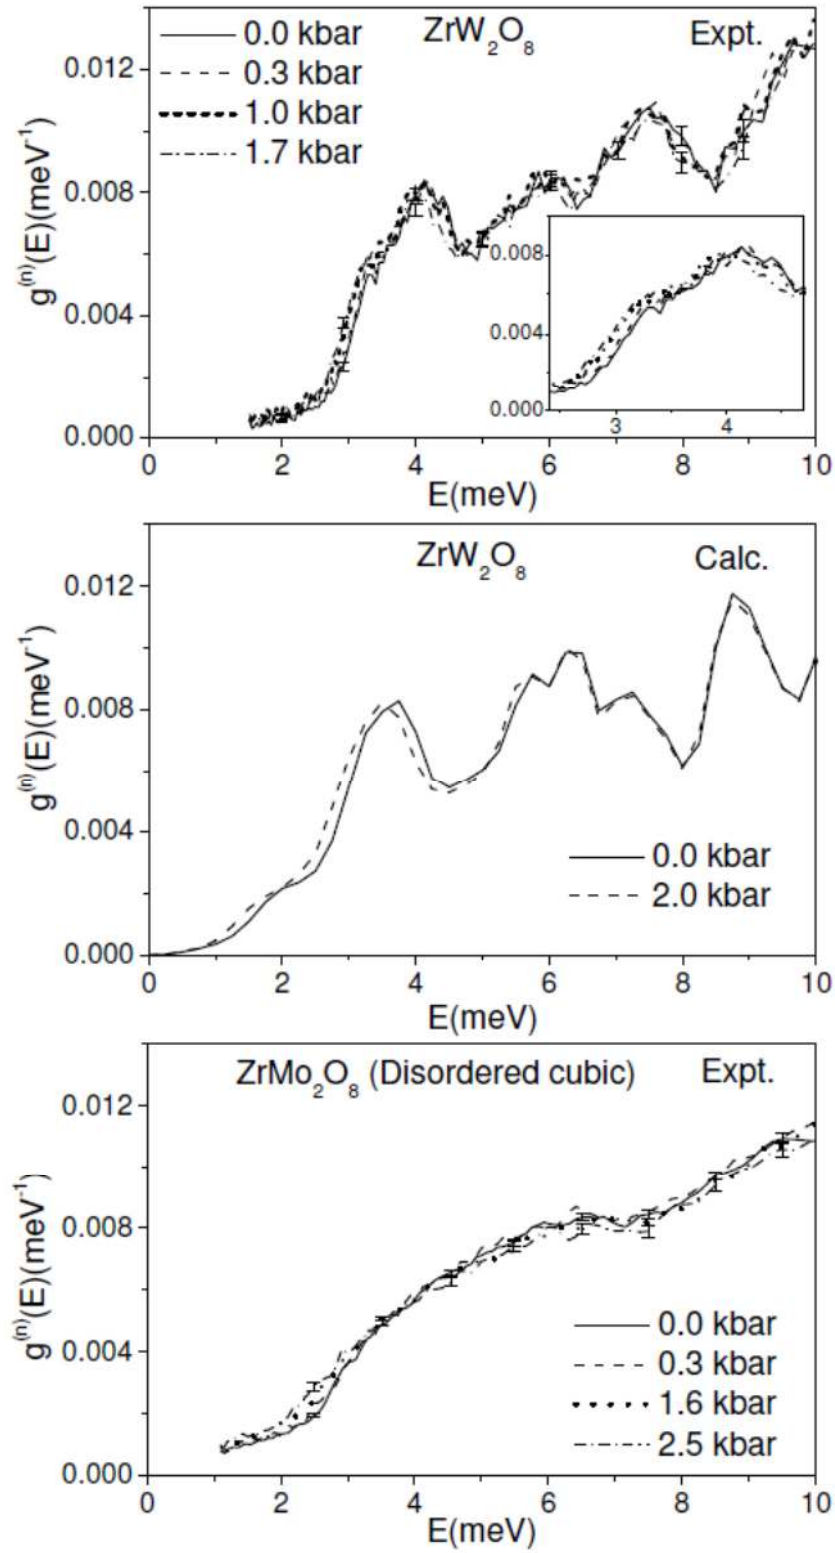 0.0 kbar
0.3 kbar
1.0 kbar
1.7 kbar
ZrW₂O₈
Expt.
0.012
0.008
0.004
0.000
g⁽ⁿ⁾(E)(meV⁻¹)
0.008
0.004
0.000
3 4
0 2 4 6 8 10
E(meV)
ZrW₂O₈
Calc.
0.012
0.008
0.004
0.000
g⁽ⁿ⁾(E)(meV⁻¹)
0.0 kbar
2.0 kbar
0 2 4 6 8 10
E(meV)
ZrMo₂O₈ (Disordered cubic)
Expt.
0.012
0.008
0.004
0.000
g⁽ⁿ⁾(E)(meV⁻¹)
0.0 kbar
0.3 kbar
1.6 kbar
2.5 kbar
0 2 4 6 8 10
E(meV)